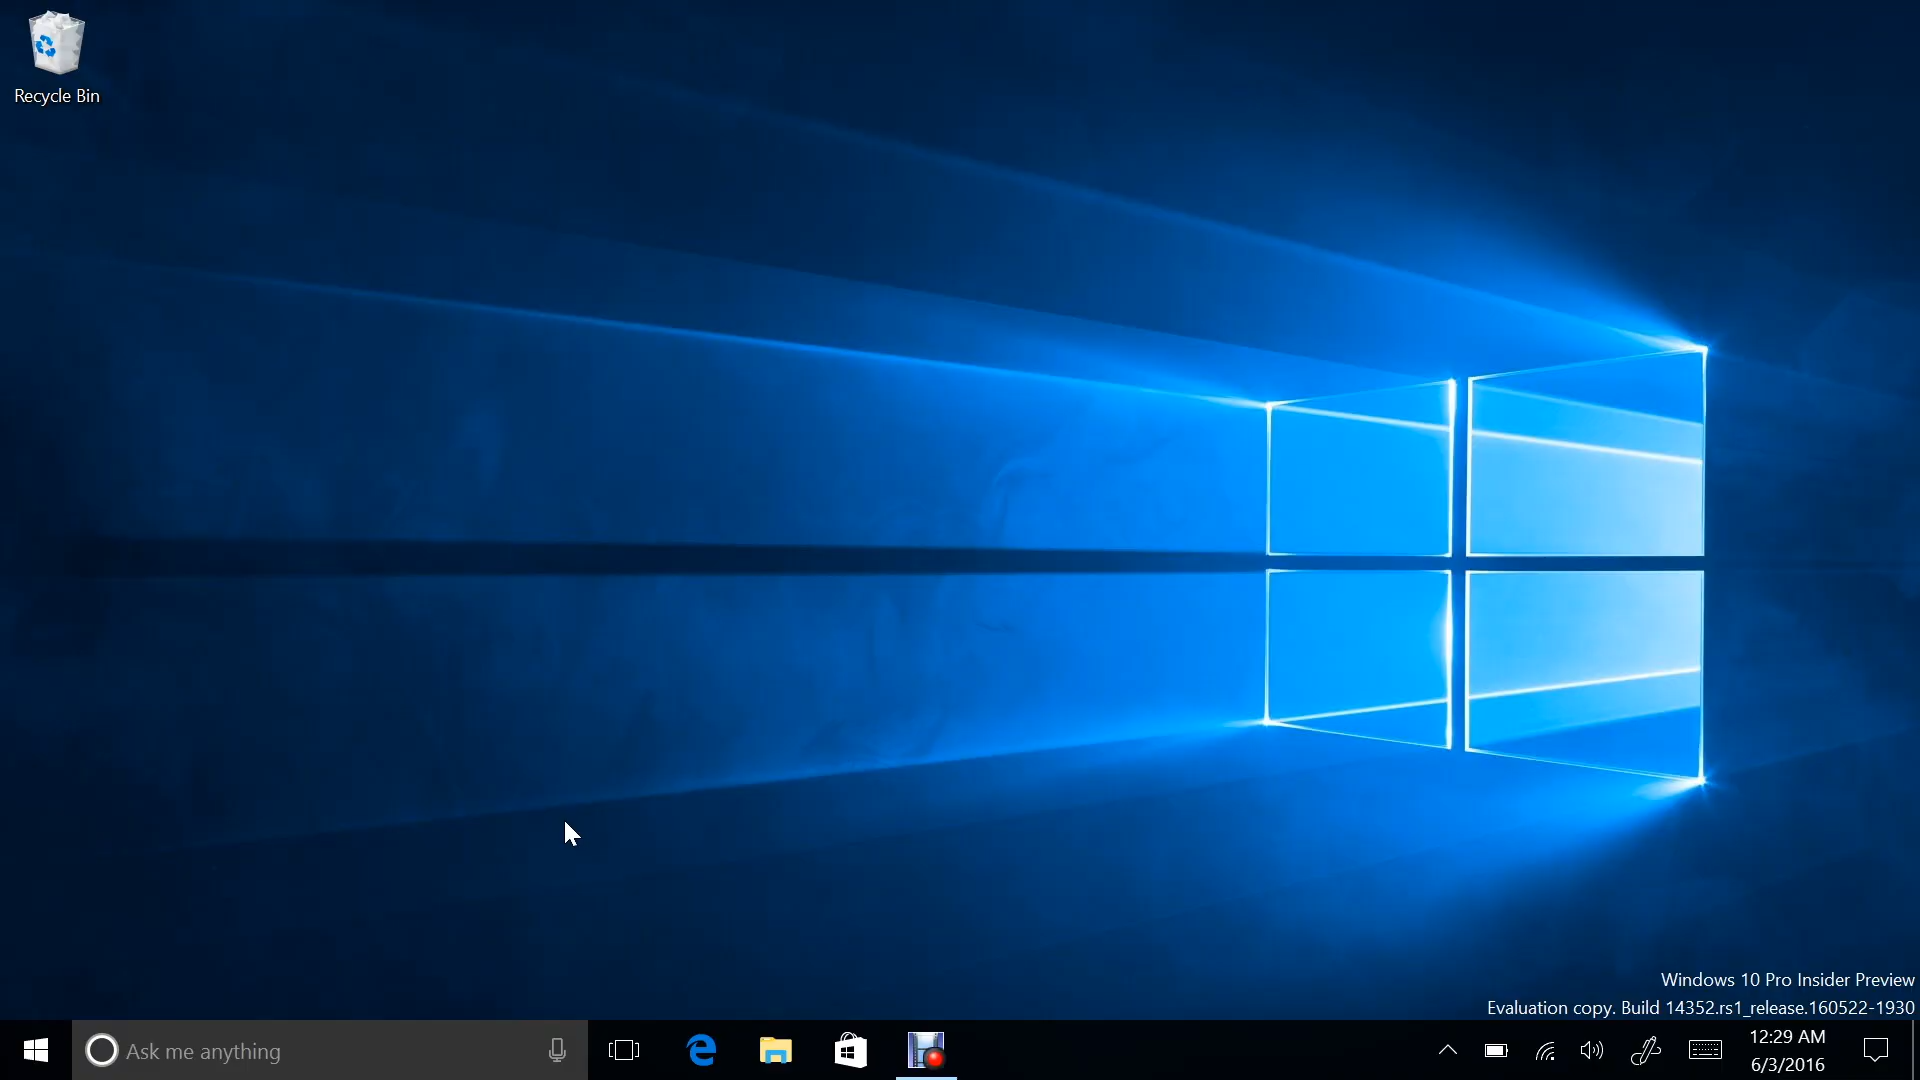 Recycle Bin
Windows 10 Pro Insider Preview
Evaluation copy. Build 14352.rs1_release.160522-1930
Ask me anything
12:29 AM
6/3/2016